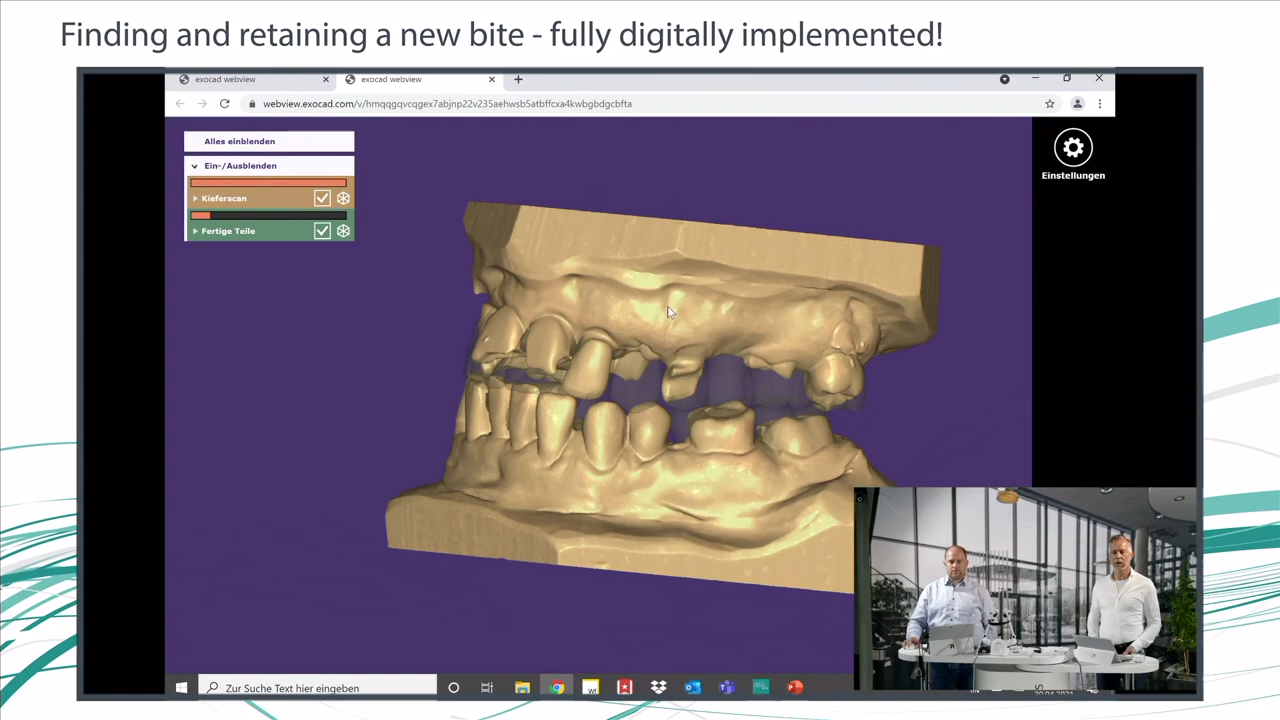 Finding and retaining a new bite - fully digitally implemented!
exocad webview
exocad webview
webview.exocad.com/v/hmqqgqvcqgex7abjnp22v235aehwsb5atbffcxa4kwbgbdgcbfta
Alles einblenden
Ein-/Ausblenden
Kieferscan
Fertige Teile
Einstellungen
Zur Suche Text hier eingeben